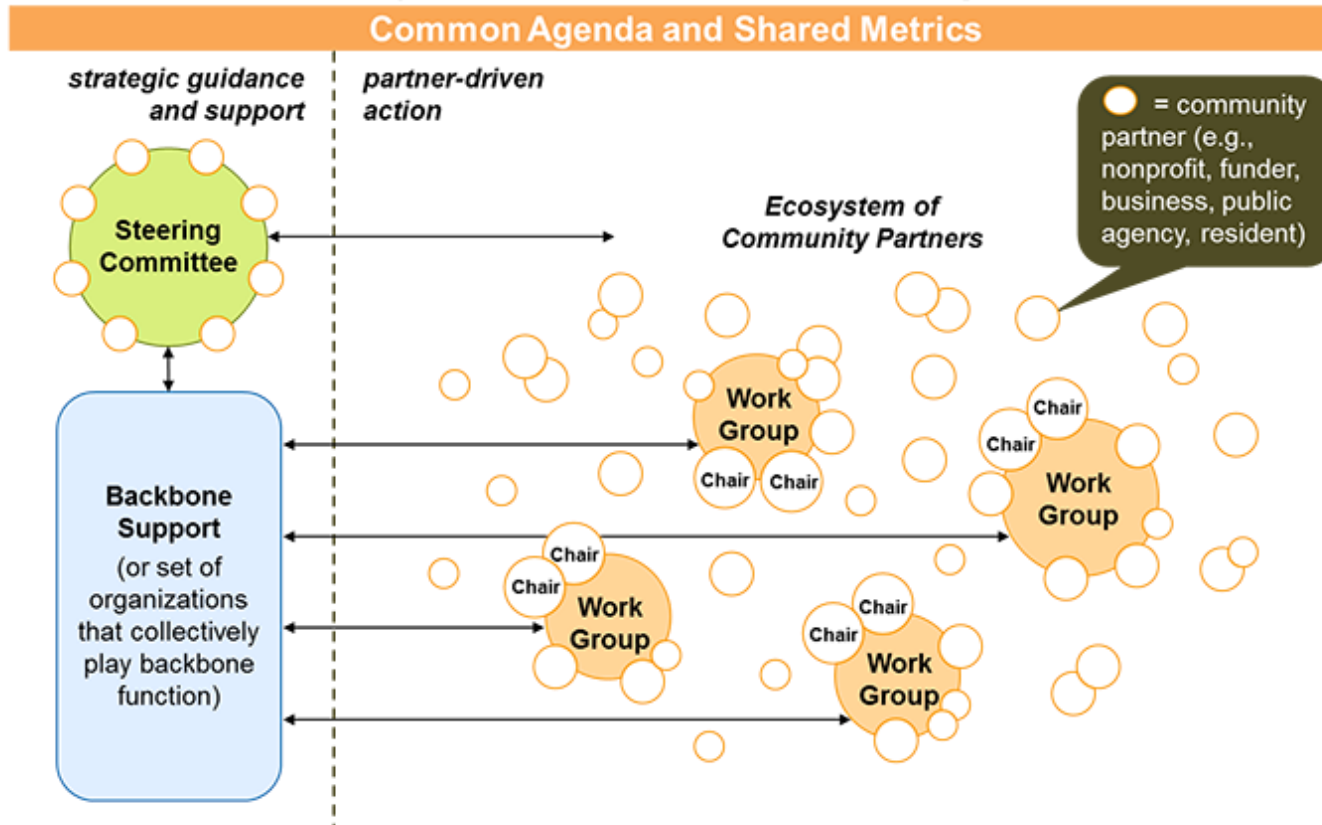 Common Agenda and Shared Metrics
strategic guidance
and support
partner-driven
action
= community
partner (e.g.,
nonprofit, funder,
business, public
agency, resident)
Steering
Committee
Ecosystem of
Community Partners
Work
Group
Chair
Chair
Chair
Chair
Work
Group
Backbone
Support
(or set of
organizations
that collectively
play backbone
function)
Chair
Chair
Work
Group
Chair
Chair
Work
Group